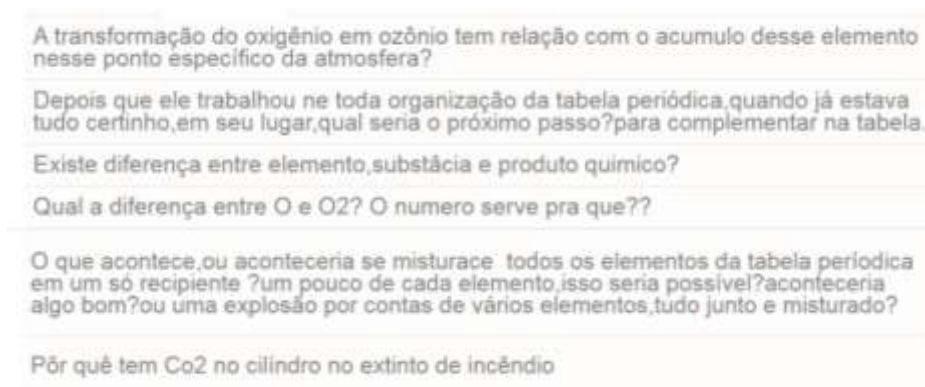 A transformação do oxigênio em ozônio tem relação com o acumulo desse elemento
nesse ponto específico da atmosfera?
Depois que ele trabalhou ne toda organização da tabela periódica,quando já estava
tudo certinho,em seu lugar,qual seria o próximo passo?para complementar na tabela.
Existe diferença entre elemento,substâcia e produto quimico?
Qual a diferença entre O e O2? O numero serve pra que??
O que acontece,ou aconteceria se misturace todos os elementos da tabela períodica
em um só recipiente ?um pouco de cada elemento,isso seria possível?aconteceria
algo bom?ou uma explosão por contas de vários elementos,tudo junto e misturado?
Põr quê tem Co2 no cilindro no extinto de incêndio